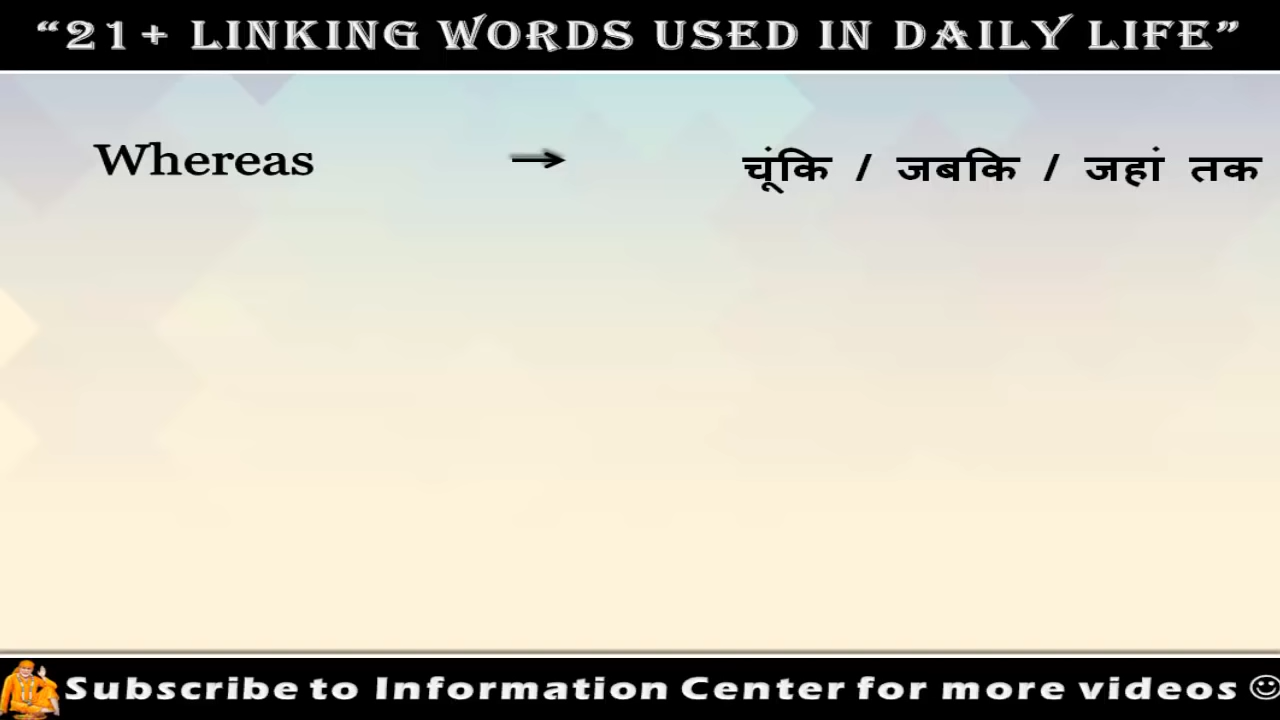 “21+ LINKING WORDS USED IN DAILY LIFE”
Whereas → चूंकि / जबकि / जहां तक
Subscribe to Information Center for more videos ☺